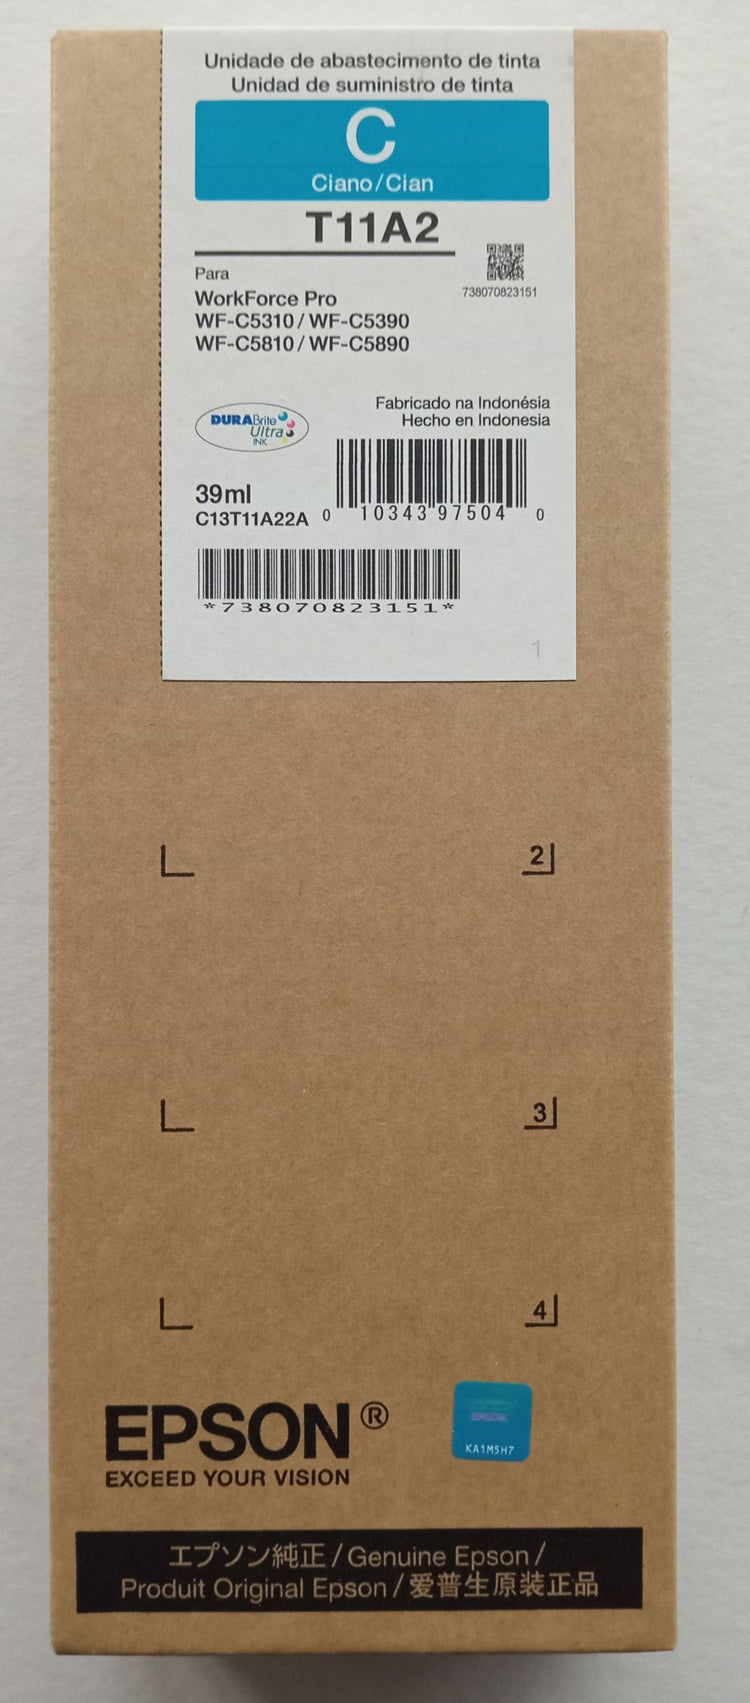 Unidade de abastecimento de tinta
Unidad de suministro de tinta
C
Ciano/Cian
T11A2
Para
WorkForce Pro
WF-C5310/WF-C5390
WF-C5810/WF-C5890
738070823151
Fabricado na Indonésia
Hecho en Indonesia
DURABrite
Ultra
INK
39ml
C13T11A22A
0 10343 97504 0
*738070823151*
1
2
3
4
EPSON®
EXCEED YOUR VISION
EPSON
KA1M5H7
エプソン純正/Genuine Epson/
Produit Original Epson/爱普生原装正品